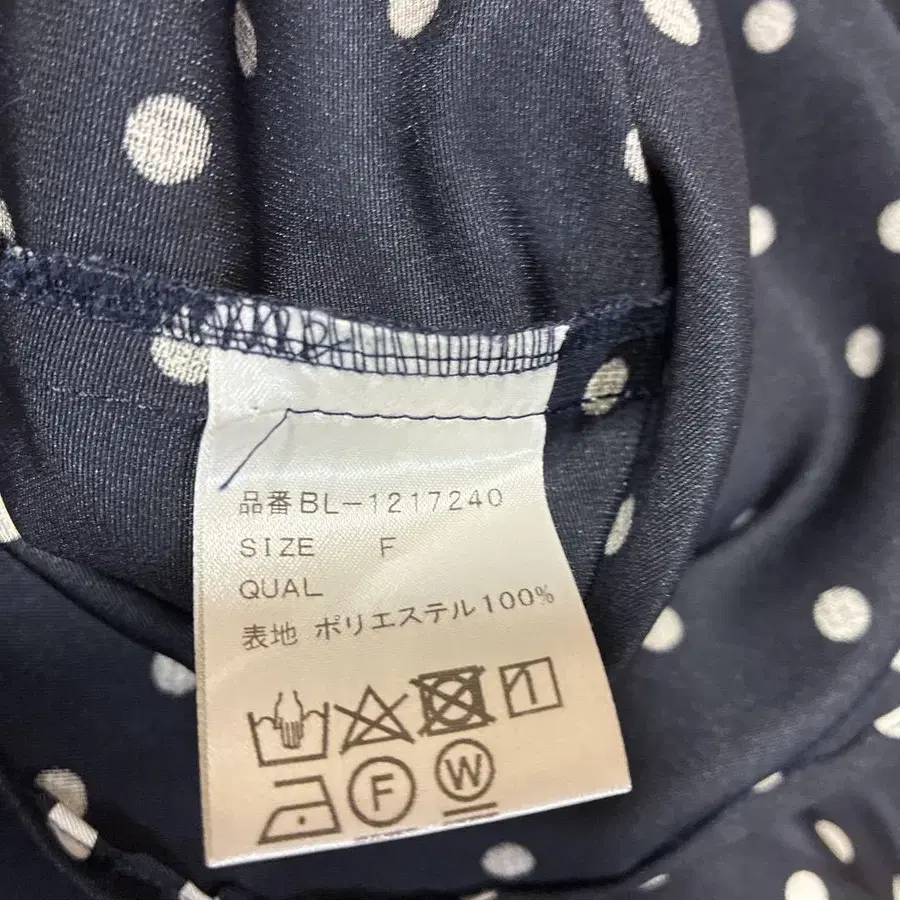 品番BL-1217240
SIZE F
QUAL
表地 ポリエステル100%
F W